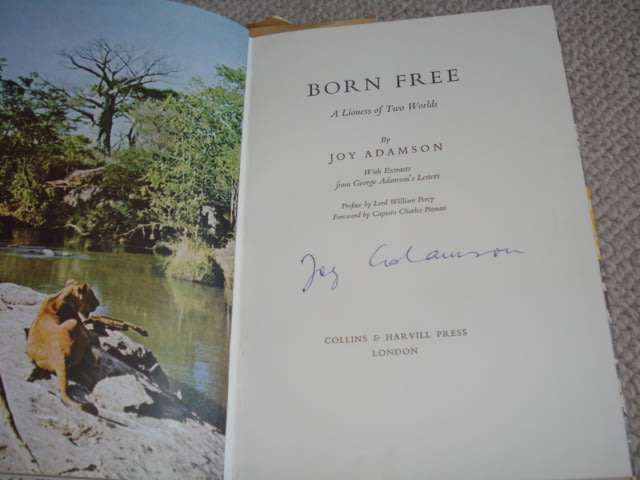 BORN FREE
A Lioness of Two Worlds
By
JOY ADAMSON
With Extracts
from George Adamson's Letters
Preface by Lord William Percy
Foreword by Captain Charles Pitman
Joy Adamson
COLLINS & HARVILL PRESS
LONDON